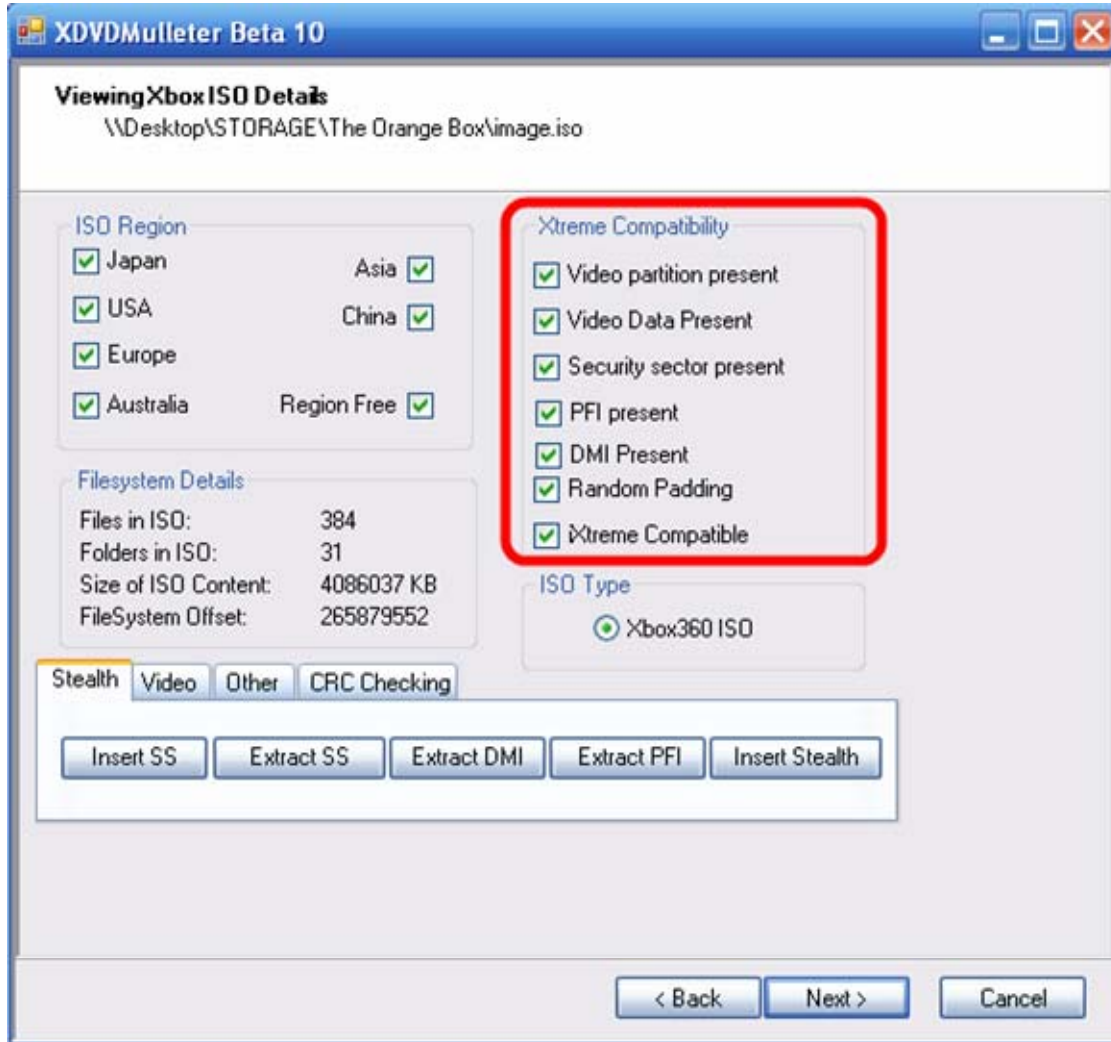 XDVDMulleter Beta 10
Viewing Xbox ISO Details
\\Desktop\STORAGE\The Orange Box\image.iso
ISO Region
Japan
Asia
USA
China
Europe
Australia
Region Free
Xtreme Compatibility
Video partition present
Video Data Present
Security sector present
PFI present
DMI Present
Random Padding
iXtreme Compatible
Filesystem Details
Files in ISO: 384
Folders in ISO: 31
Size of ISO Content: 4086037 KB
FileSystem Offset: 265879552
ISO Type
Xbox360 ISO
Stealth Video Other CRC Checking
Insert SS Extract SS Extract DMI Extract PFI Insert Stealth
< Back Next > Cancel